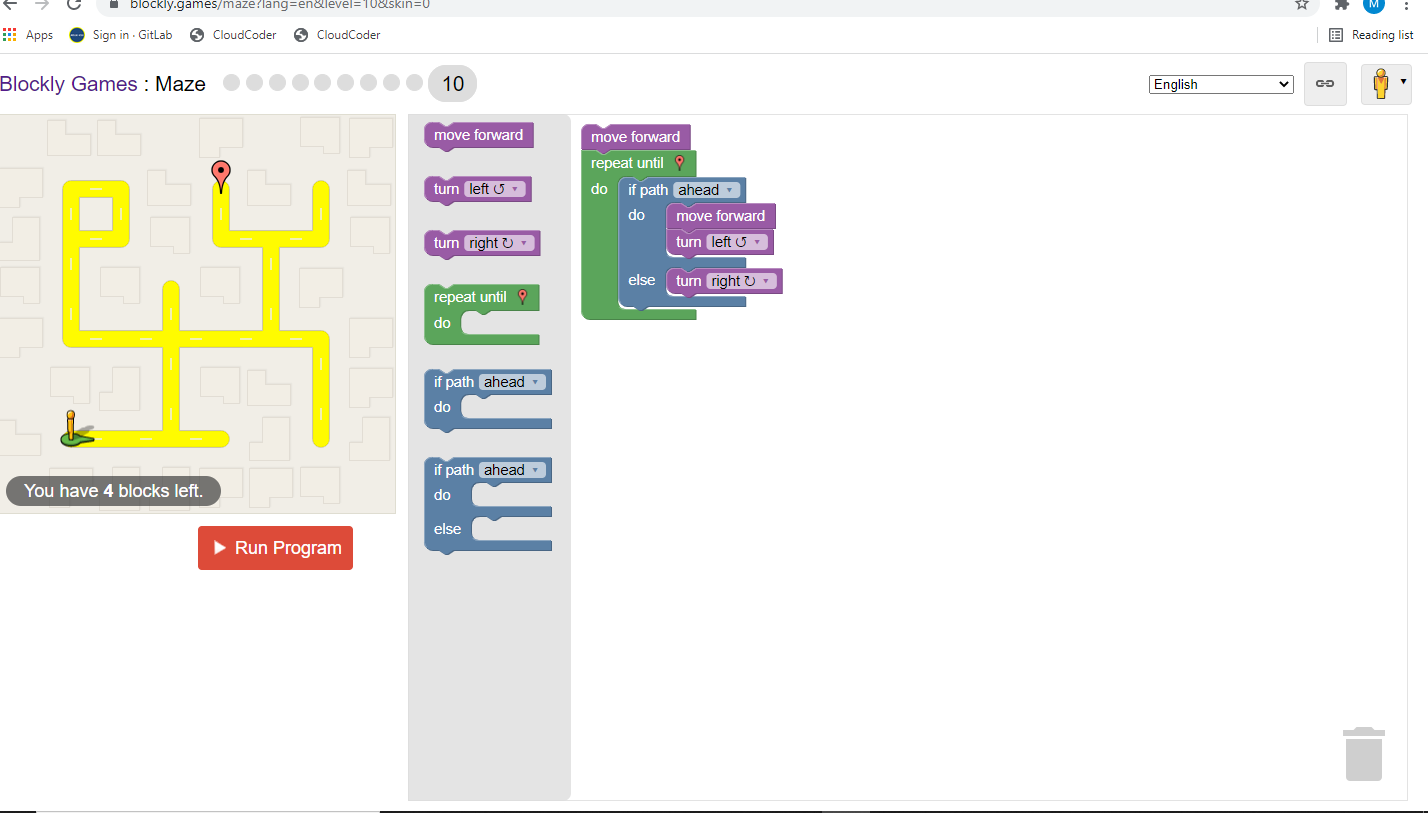 blockly.games/maze?lang=en&level=10&skin=0
M
Apps
Sign in · GitLab
CloudCoder
CloudCoder
Reading list
Blockly Games : Maze
10
English
move forward
turn left ↺
turn right ↻
repeat until
do
if path ahead
do
if path ahead
do
else
move forward
repeat until
do
if path ahead
do
move forward
turn left ↺
else
turn right ↻
You have 4 blocks left.
Run Program